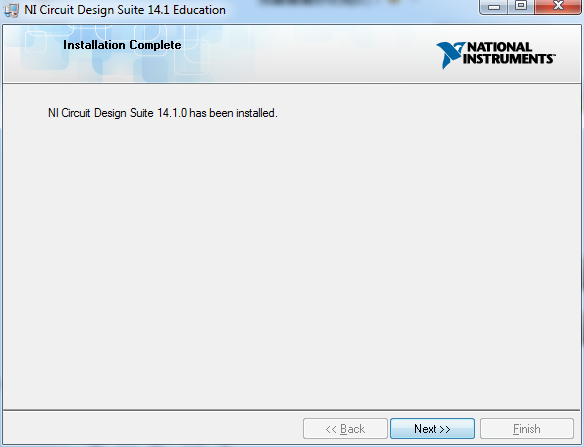 NI Circuit Design Suite 14.1 Education
Installation Complete
NATIONAL
INSTRUMENTS™
NI Circuit Design Suite 14.1.0 has been installed.
<< Back
Next >>
Finish